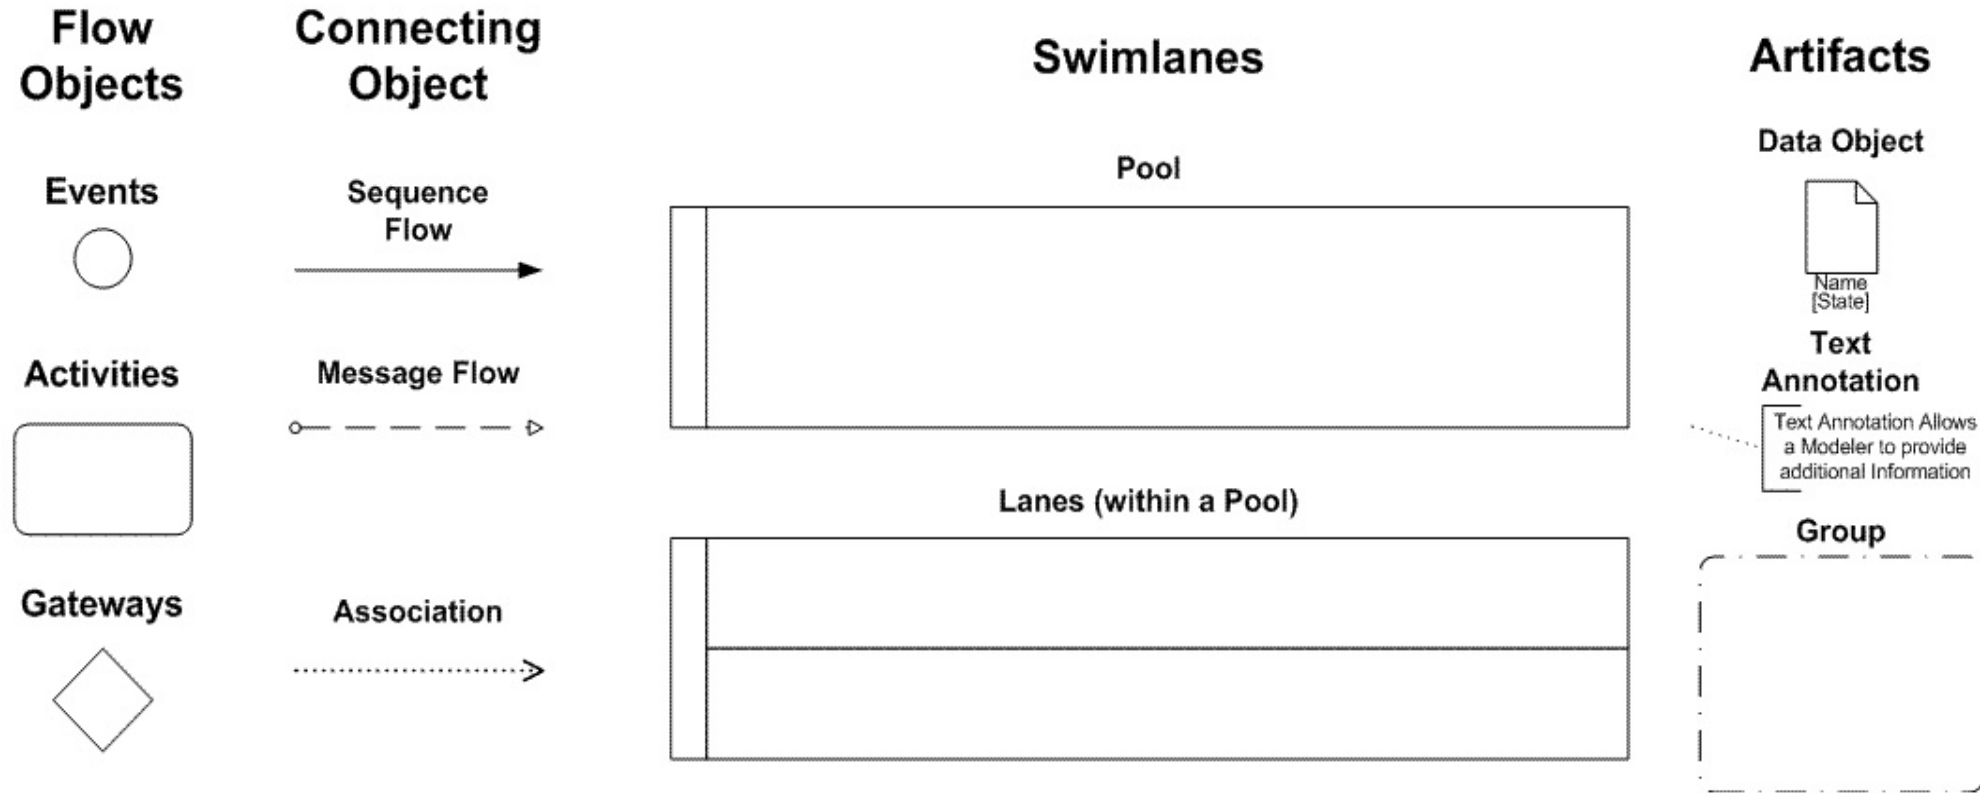 Flow
Objects
Connecting
Object
Swimlanes
Artifacts
Events
Sequence
Flow
Pool
Data Object
Name
[State]
Activities
Message Flow
Text
Annotation
Text Annotation Allows
a Modeler to provide
additional Information
Lanes (within a Pool)
Group
Gateways
Association